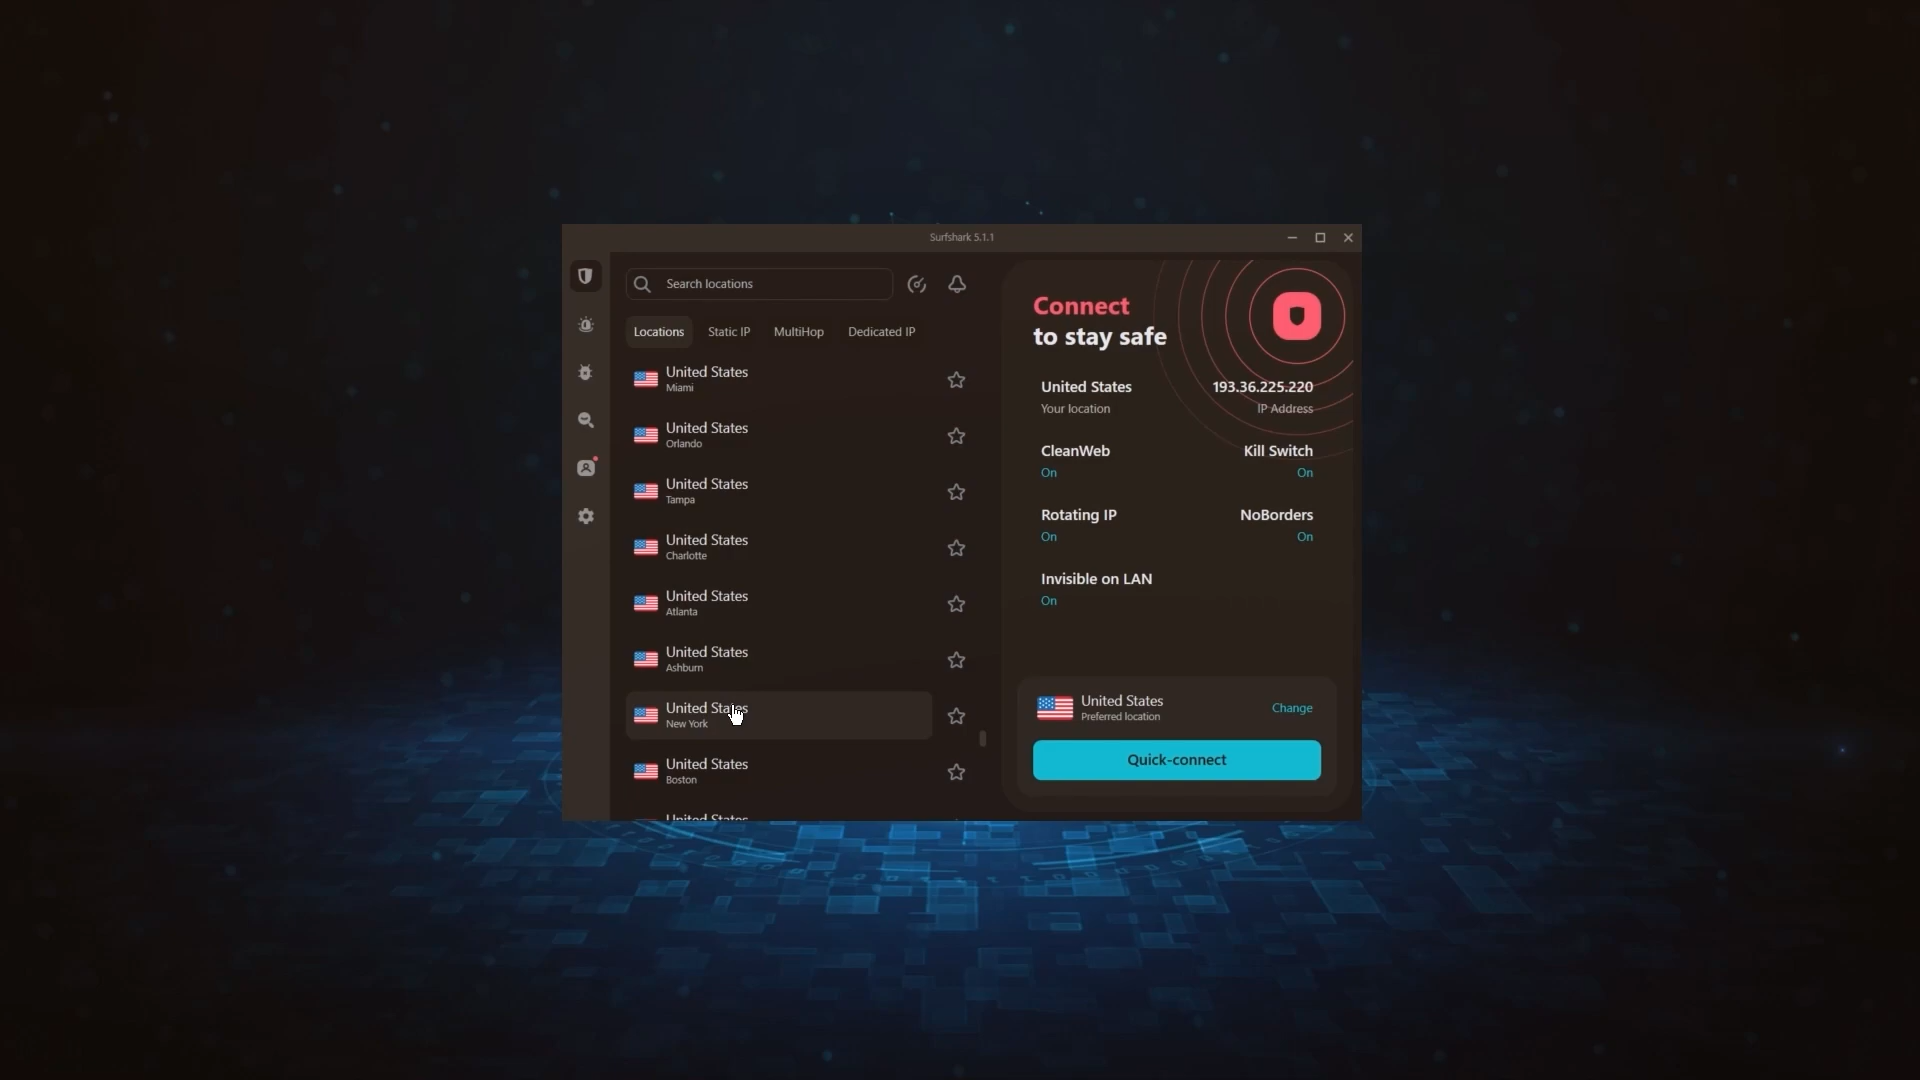 Surfshark 5.1.1
Search locations
Locations Static IP MultiHop Dedicated IP
United States
Miami
United States
Orlando
United States
Tampa
United States
Charlotte
United States
Atlanta
United States
Ashburn
United States
New York
United States
Boston
United States
Connect
to stay safe
United States 193.36.225.220
Your location IP Address
CleanWeb Kill Switch
On On
Rotating IP NoBorders
On On
Invisible on LAN
On
United States
Preferred location
Change
Quick-connect